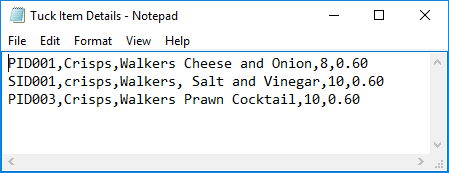 Tuck Item Details - Notepad
File Edit Format View Help
PID001,Crisps,Walkers Cheese and Onion,8,0.60
SID001,crisps,Walkers, Salt and Vinegar,10,0.60
PID003,Crisps,Walkers Prawn Cocktail,10,0.60